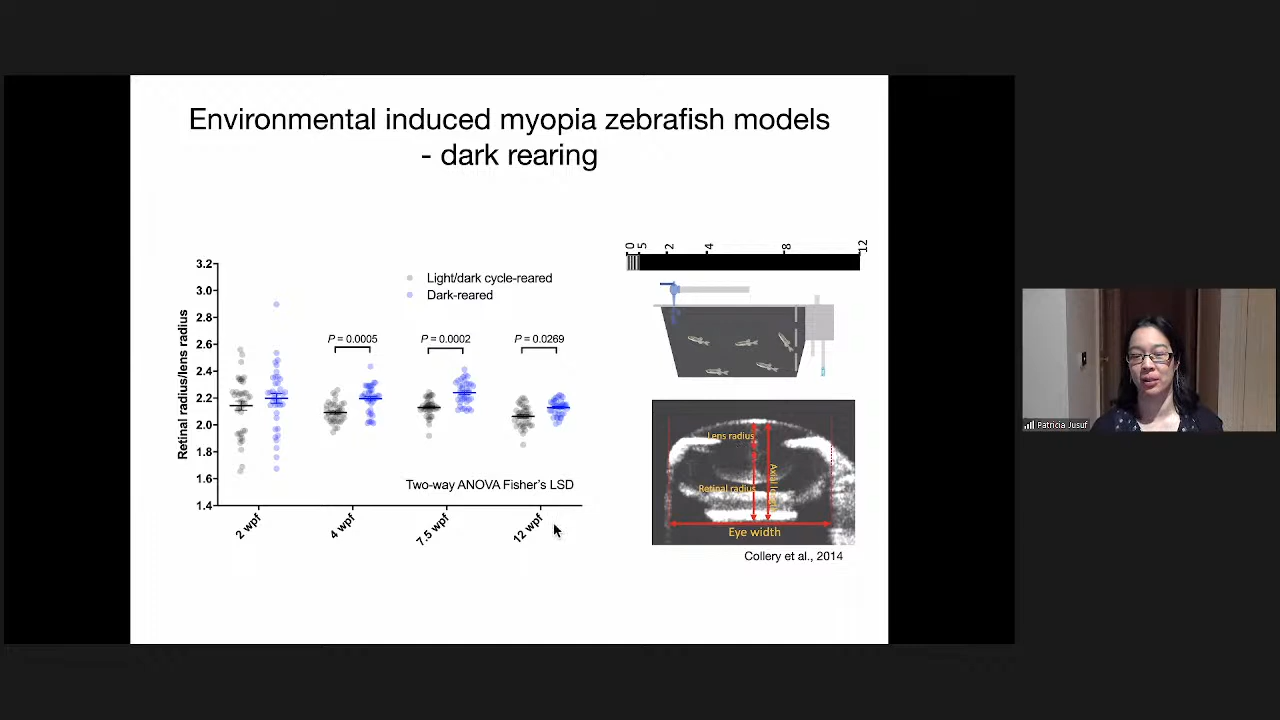 Environmental induced myopia zebrafish models
- dark rearing
Retinal radius/lens radius
3.2
3.0
2.8
2.6
2.4
2.2
2.0
1.8
1.6
1.4
Light/dark cycle-reared
Dark-reared
P = 0.0005
P = 0.0002
P = 0.0269
Two-way ANOVA Fisher's LSD
2 wpf
4 wpf
7.5 wpf
12 wpf
0 5 2 4 8 12
Lens radius
Retinal radius
Axial length
Eye width
Collery et al., 2014
Patricia Jusuf